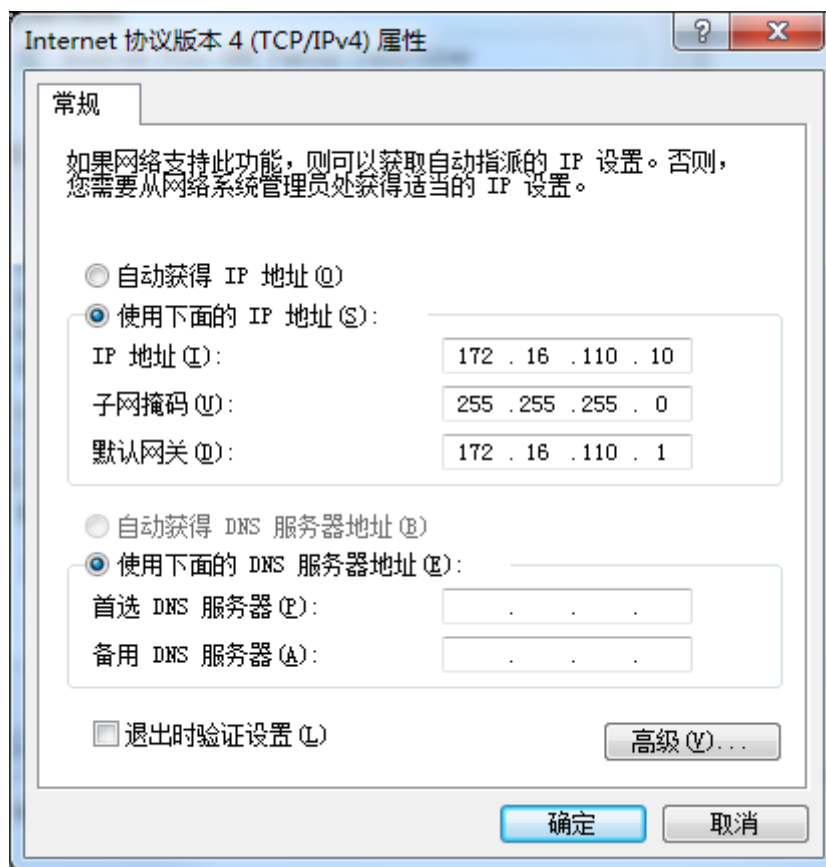 Internet 协议版本 4 (TCP/IPv4) 属性
常规
如果网络支持此功能，则可以获取自动指派的 IP 设置。否则，
您需要从网络系统管理员处获得适当的 IP 设置。
自动获得 IP 地址(O)
使用下面的 IP 地址(S):
IP 地址(I): 172 . 16 .110 . 10
子网掩码(U): 255 .255 .255 . 0
默认网关(D): 172 . 16 .110 . 1
自动获得 DNS 服务器地址(B)
使用下面的 DNS 服务器地址(E):
首选 DNS 服务器(P): . . .
备用 DNS 服务器(A): . . .
退出时验证设置(L)
高级(V)...
确定 取消